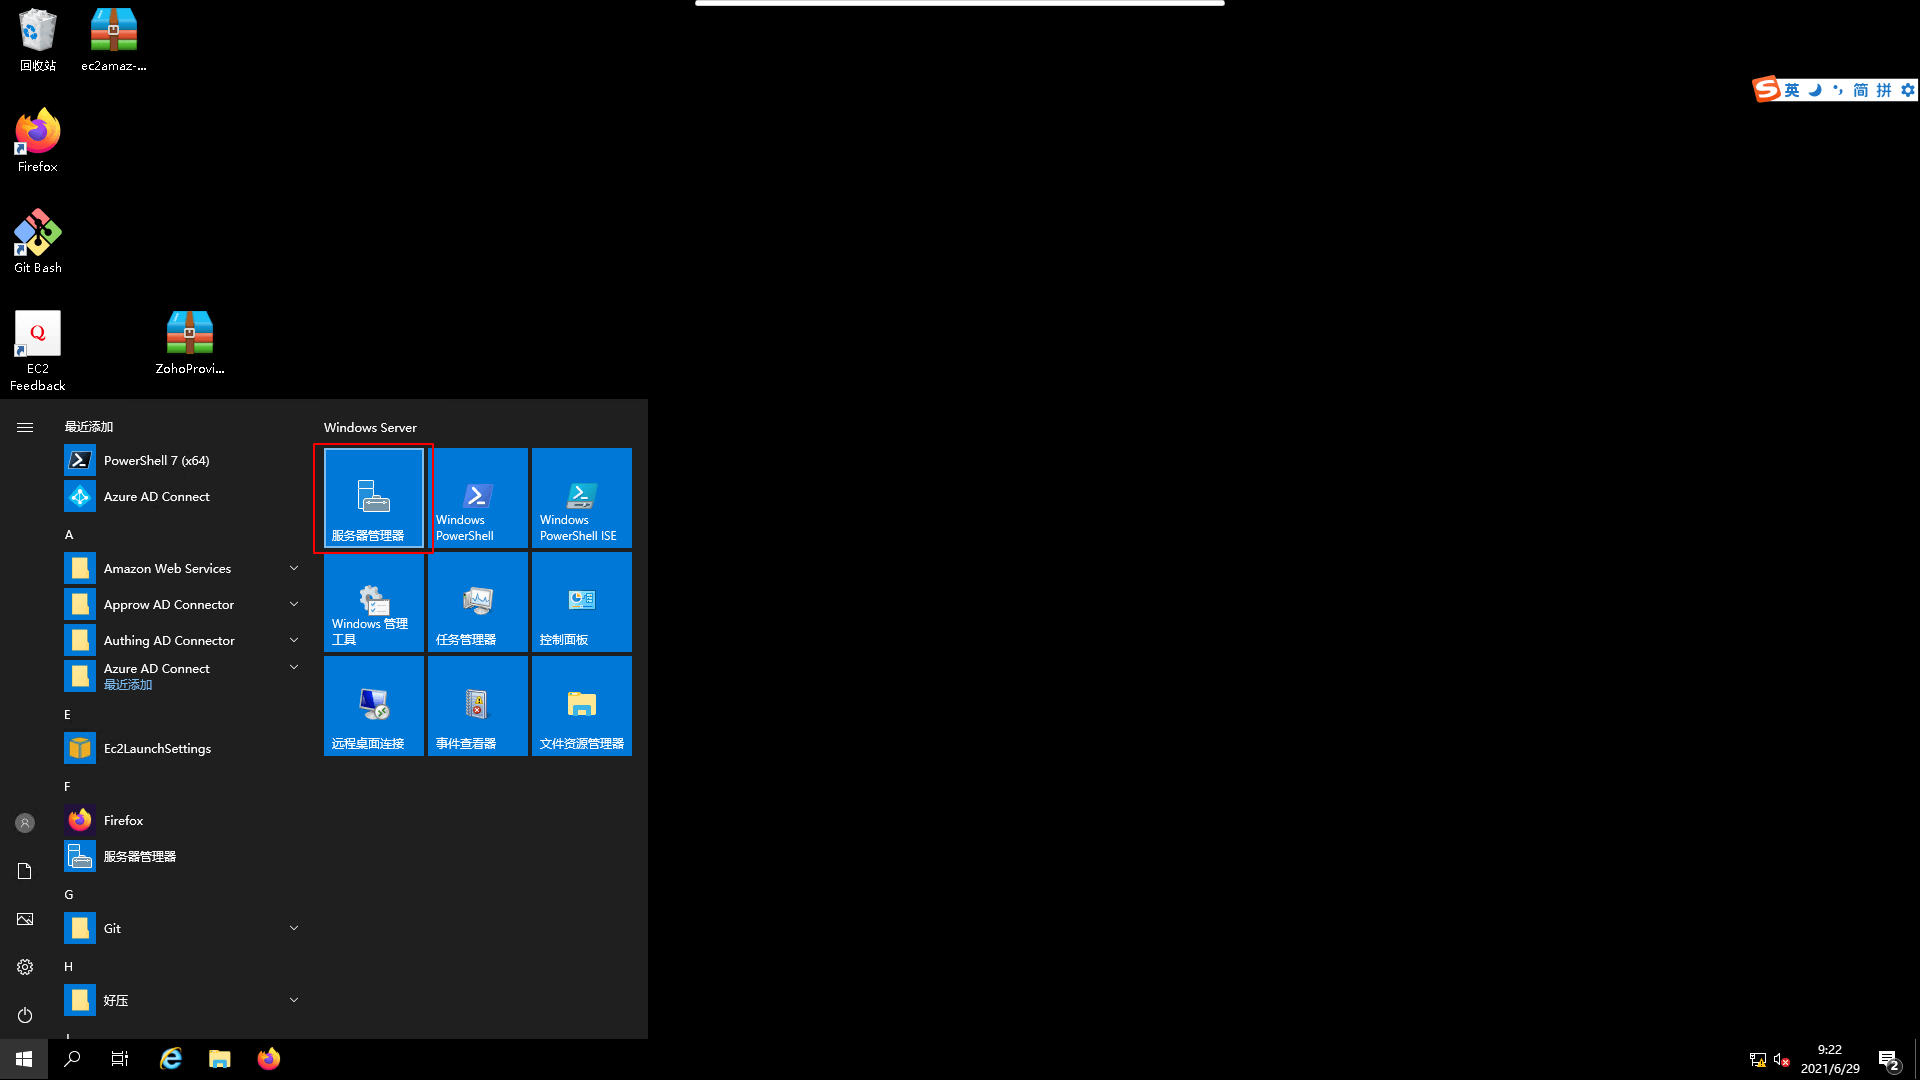 回收站
ec2amaz-...
英 简 拼
Firefox
Git Bash
Q
EC2
Feedback
ZohoProvi...
最近添加
PowerShell 7 (x64)
Azure AD Connect
A
Amazon Web Services
Approw AD Connector
Authing AD Connector
Azure AD Connect
最近添加
E
Ec2LaunchSettings
F
Firefox
服务器管理器
G
Git
H
好压
Windows Server
服务器管理器
Windows
PowerShell
Windows
PowerShell ISE
Windows 管理
工具
任务管理器
控制面板
远程桌面连接
事件查看器
文件资源管理器
9:22
2021/6/29
2